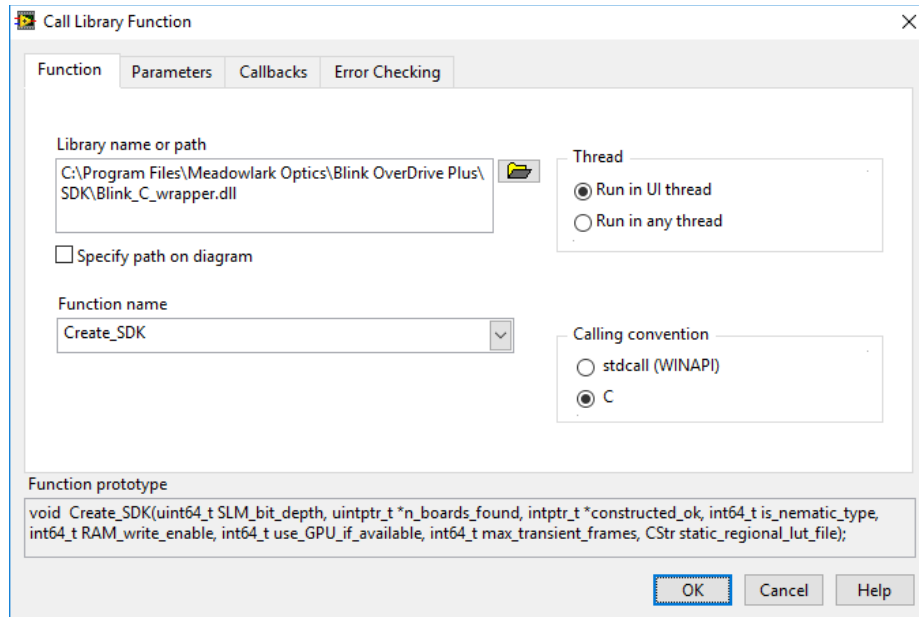 Call Library Function
Function
Parameters
Callbacks
Error Checking
Library name or path
C:\Program Files\Meadowlark Optics\Blink OverDrive Plus\
SDK\Blink_C_wrapper.dll
Specify path on diagram
Function name
Create_SDK
Thread
Run in UI thread
Run in any thread
Calling convention
stdcall (WINAPI)
C
Function prototype
void Create_SDK(uint64_t SLM_bit_depth, uintptr_t *n_boards_found, intptr_t *constructed_ok, int64_t is_nematic_type,
int64_t RAM_write_enable, int64_t use_GPU_if_available, int64_t max_transient_frames, CStr static_regional_lut_file);
OK
Cancel
Help